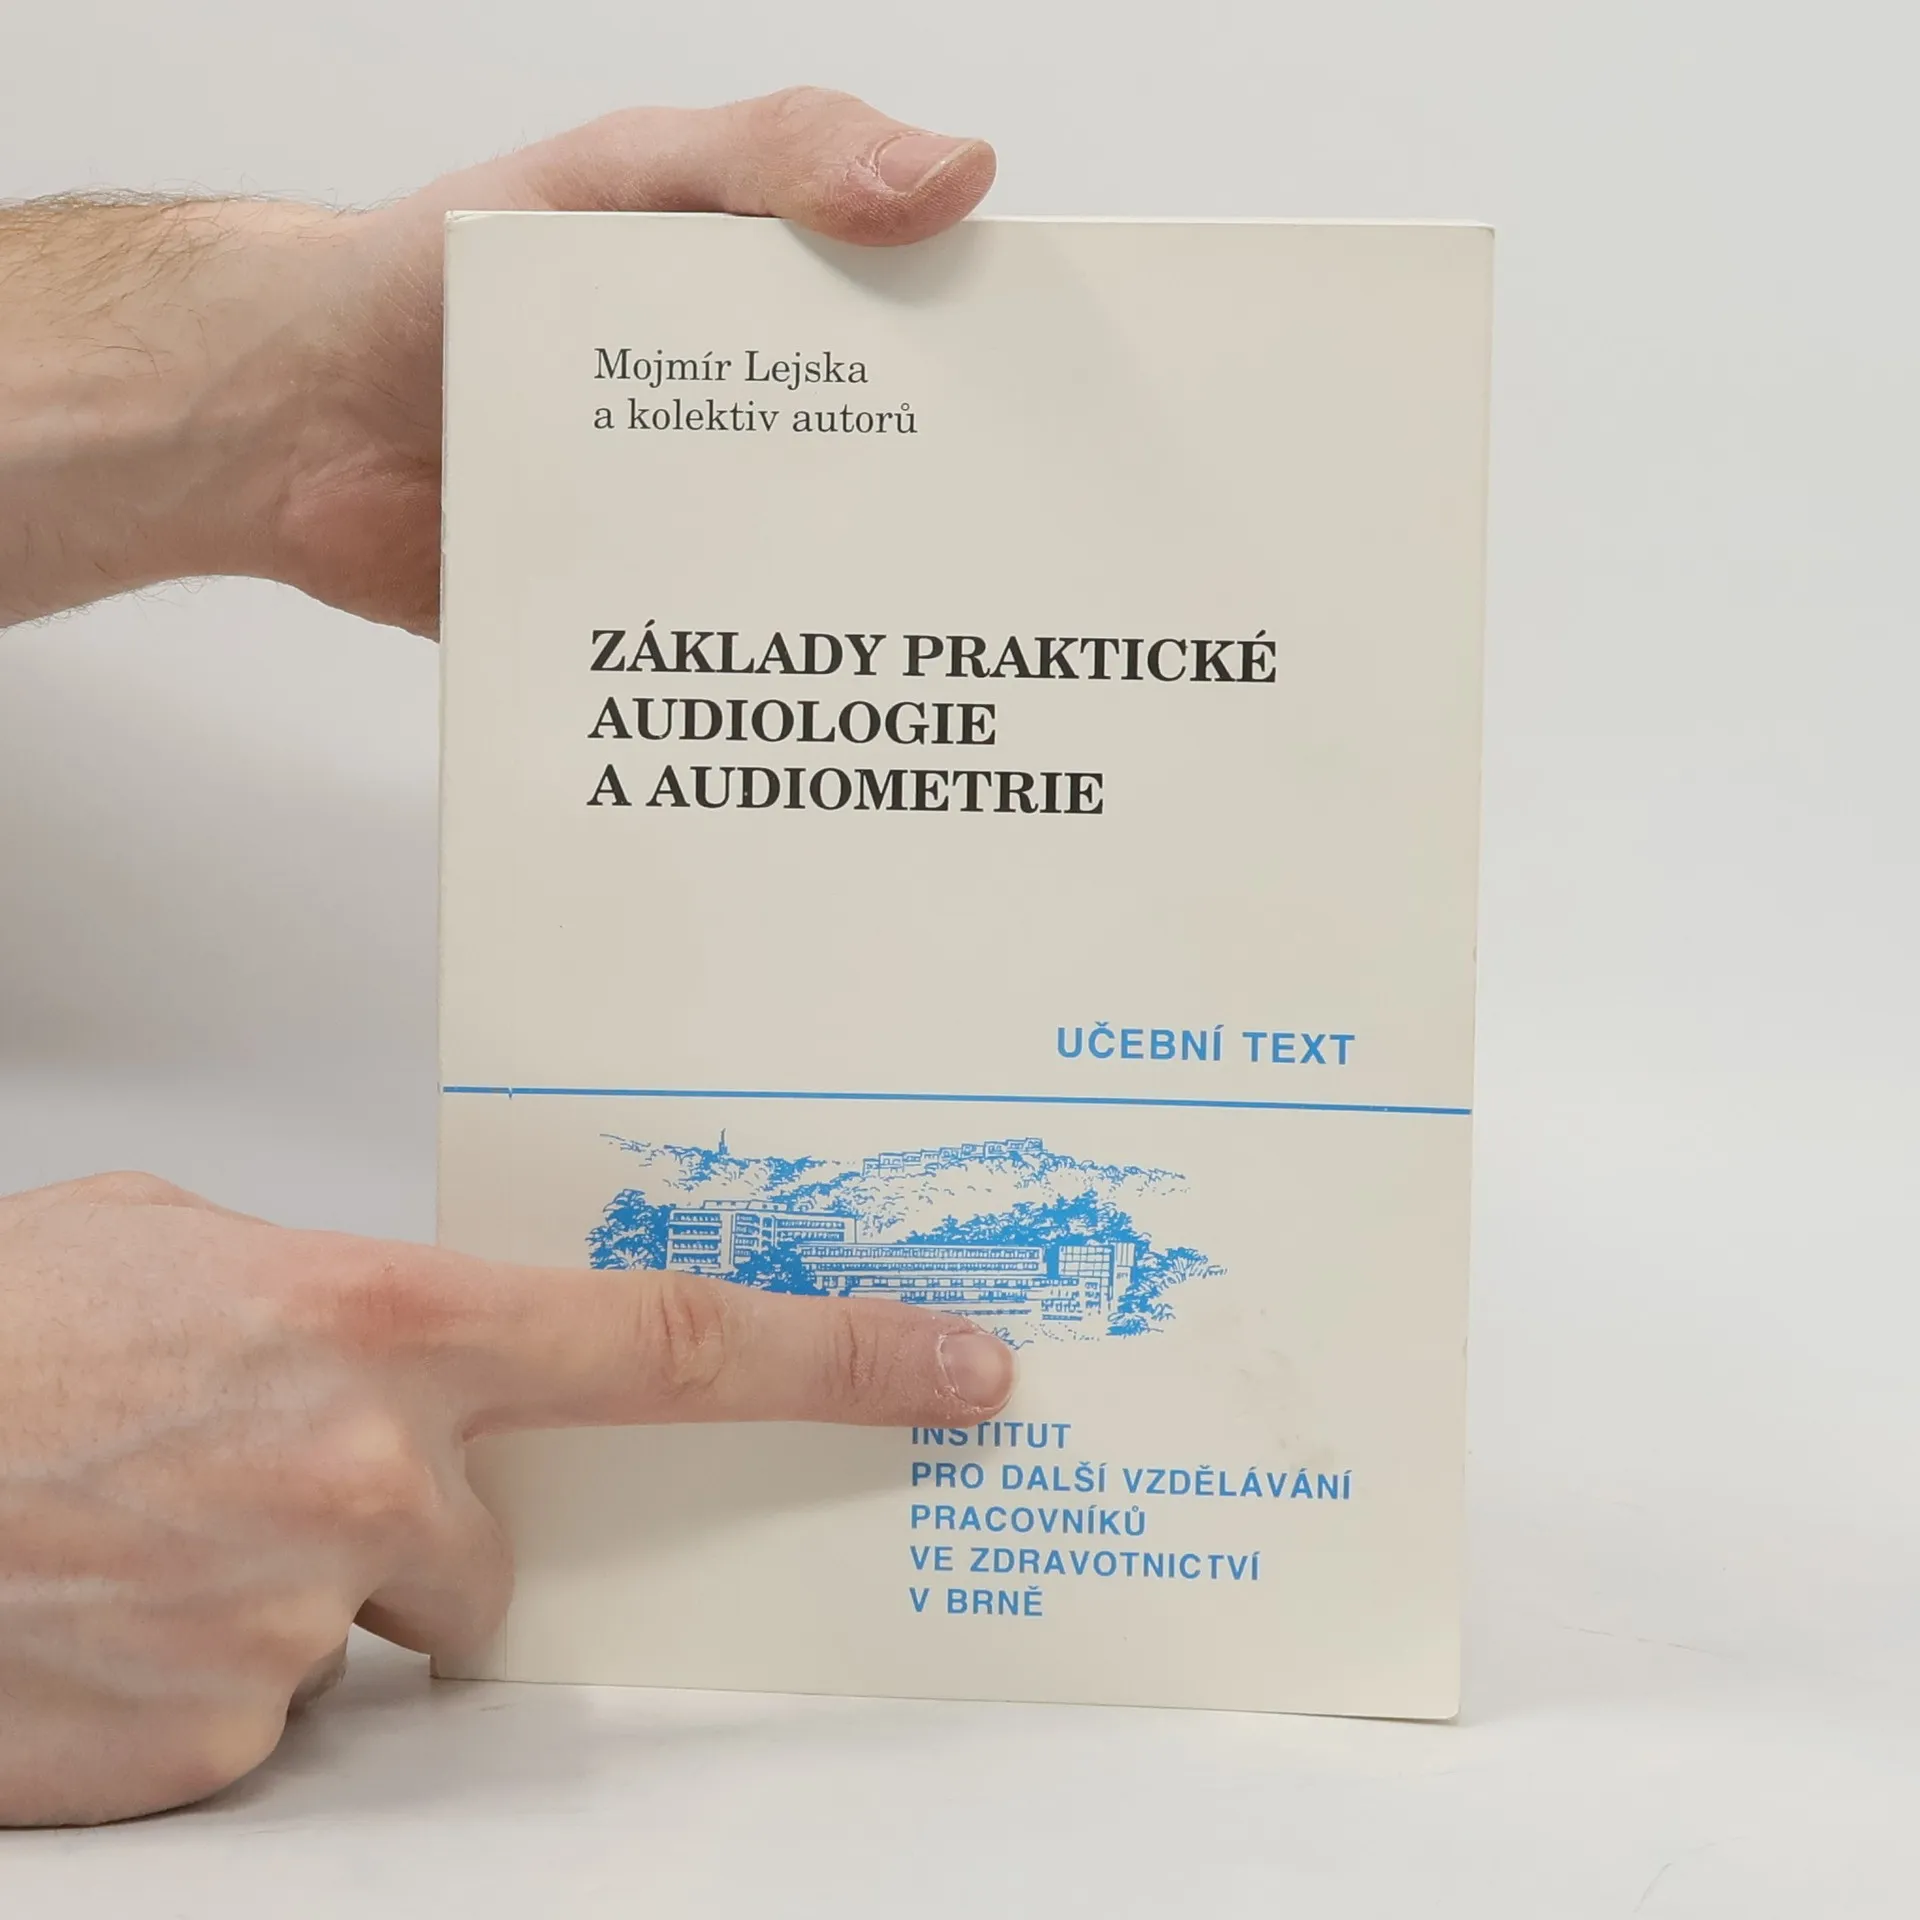 Mojmír Lejska
a kolektiv autorů
ZÁKLADY PRAKTICKÉ
AUDIOLOGIE
A AUDIOMETRIE
UČEBNÍ TEXT
INSTITUT
PRO DALŠÍ VZDĚLÁVÁNÍ
PRACOVNÍKŮ
VE ZDRAVOTNICTVÍ
V BRNĚ